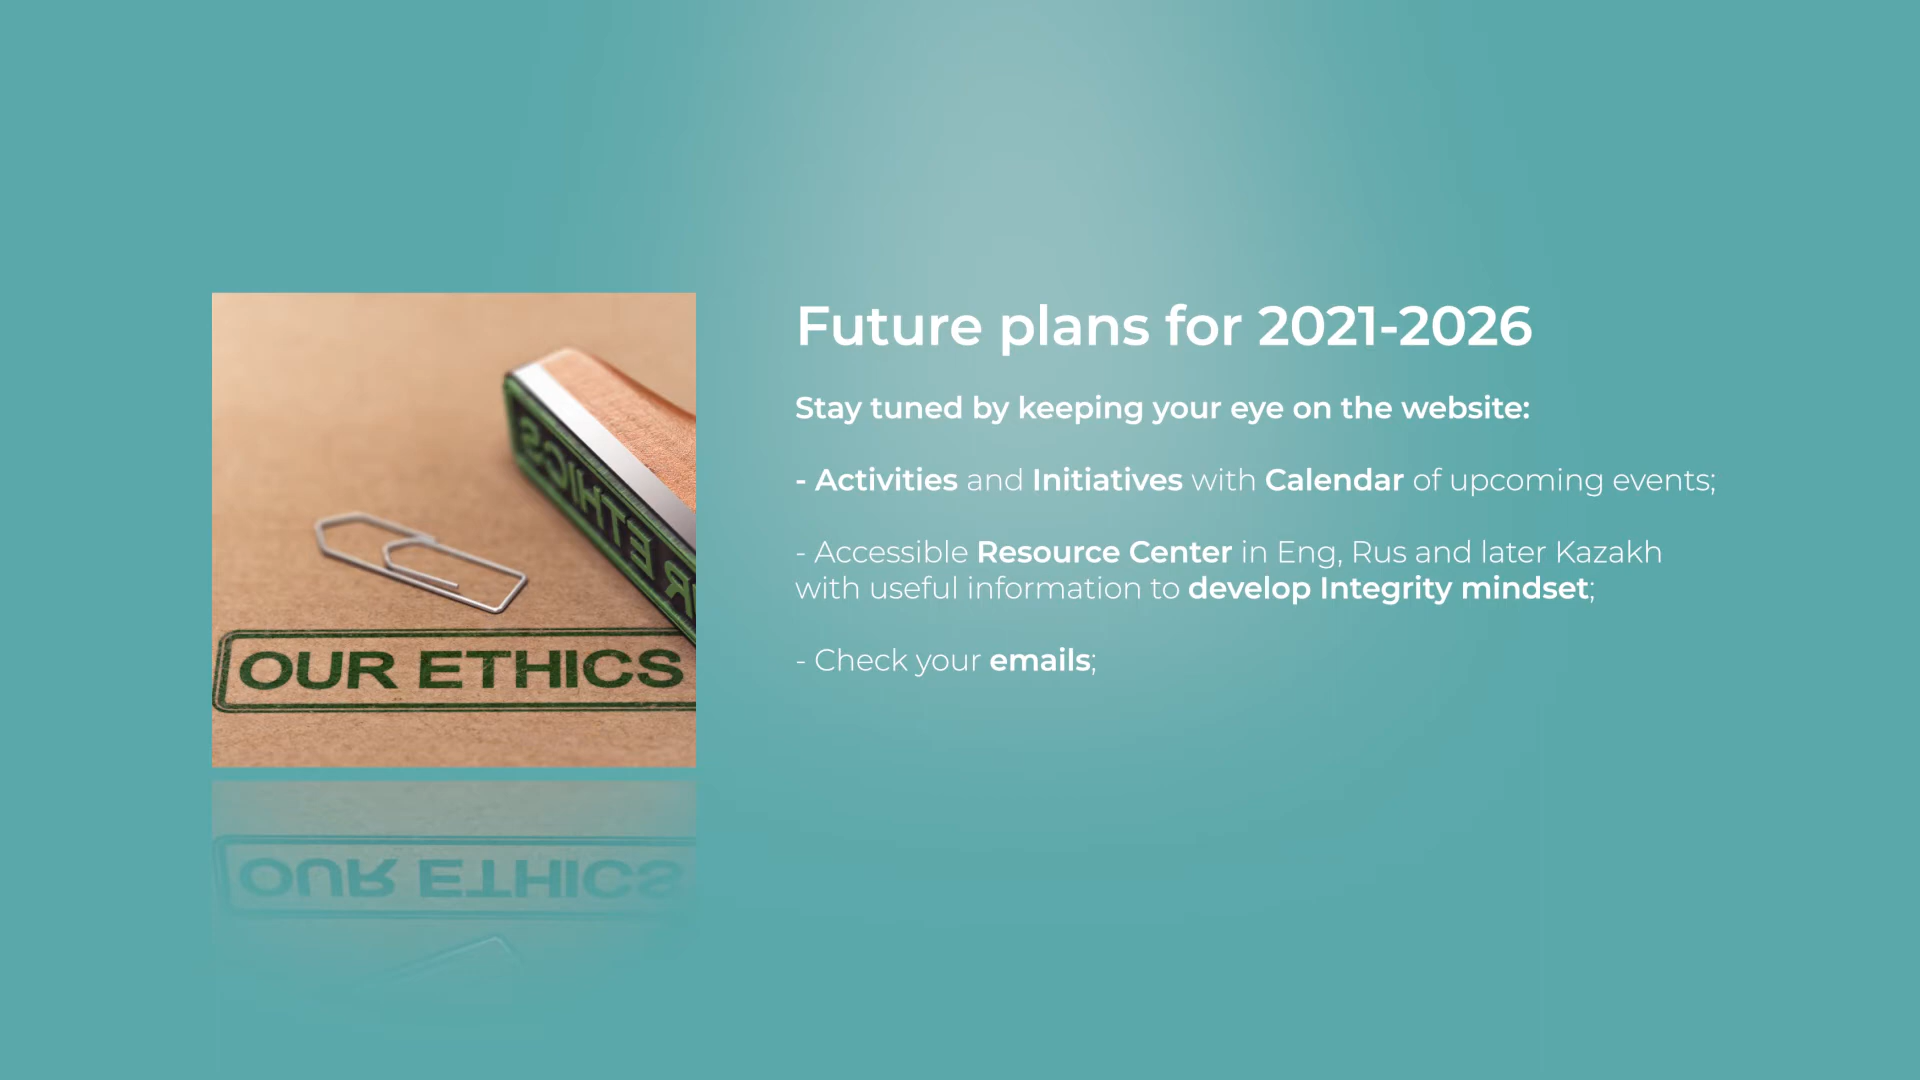 Future plans for 2021-2026
Stay tuned by keeping your eye on the website:
- Activities and Initiatives with Calendar of upcoming events;
- Accessible Resource Center in Eng, Rus and later Kazakh
with useful information to develop Integrity mindset;
- Check your emails;
OUR ETHICS